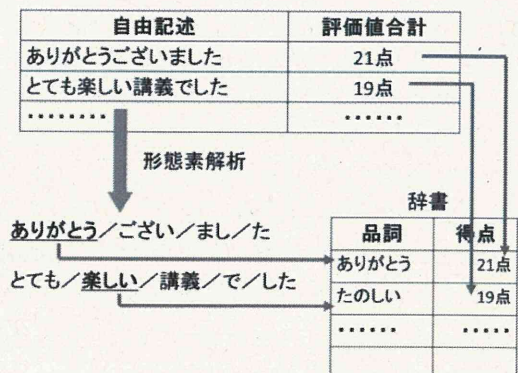 自由記述 評価値合計
ありがとうございました 21点
とても楽しい講義でした 19点
・・・・・・・・ ・・・・・・
形態素解析
辞書
ありがとう／ござい／まし／た
品詞 得点
ありがとう 21点
とても／楽しい／講義／で／した
たのしい 19点
・・・・・・ ・・・・・